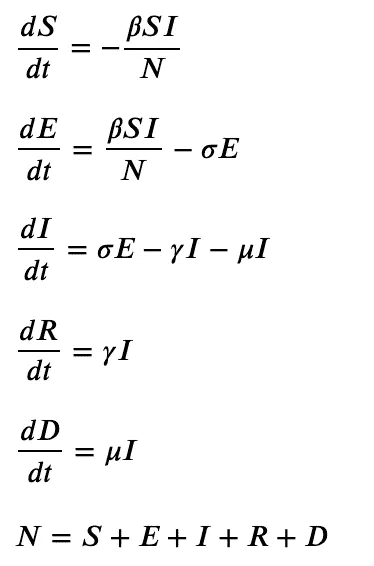 dS/dt = −βSI/N
dE/dt = βSI/N − σE
dI/dt = σE − γI − μI
dR/dt = γI
dD/dt = μI
N = S + E + I + R + D